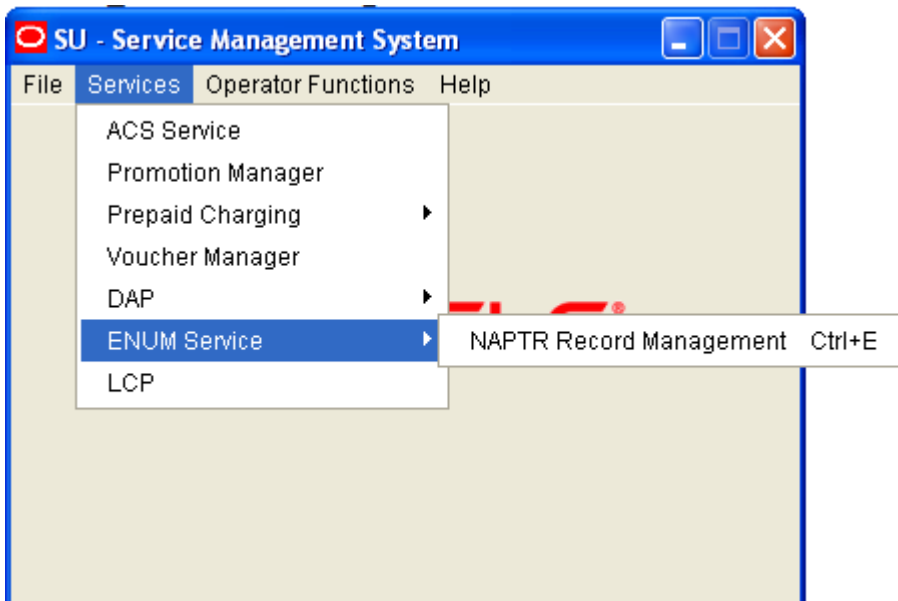 SU - Service Management System
File Services Operator Functions Help
ACS Service
Promotion Manager
Prepaid Charging
Voucher Manager
DAP
ENUM Service
NAPTR Record Management Ctrl+E
LCP